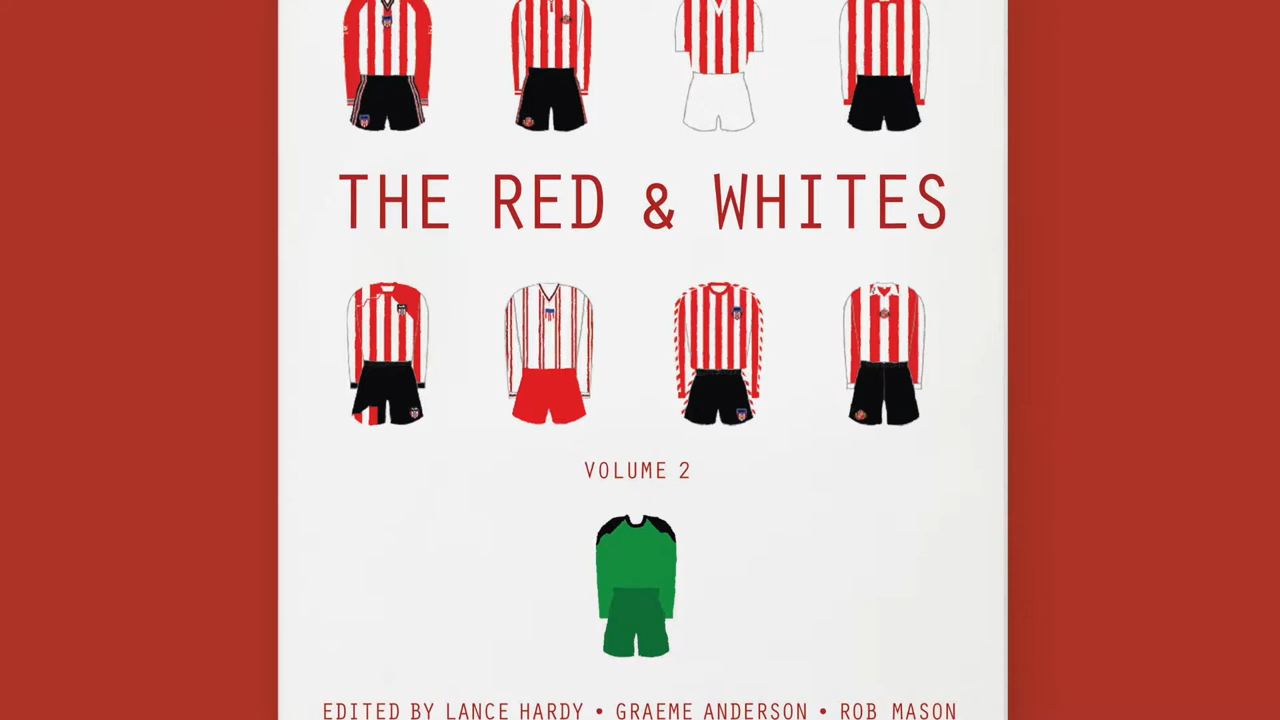 THE RED & WHITES
VOLUME 2
EDITED BY LANCE HARDY • GRAEME ANDERSON • ROB MASON